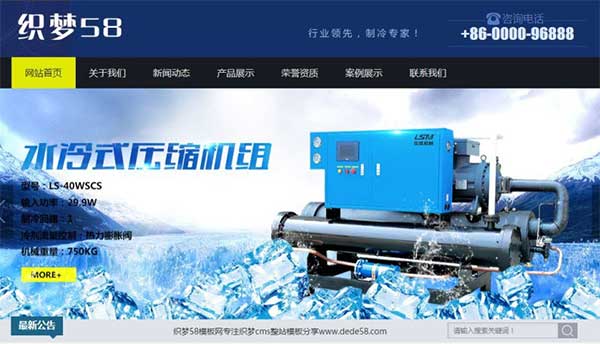 织梦58
咨询电话
行业领先，制冷专家！
+86-0000-96888
网站首页 关于我们 新闻动态 产品展示 荣誉资质 案例展示 联系我们
LSM
水冷式压缩机组
型号：LS-40WSCS
输入功率：29.9W
制冷回路：1
冷剂流量控制：热力膨胀阀
机械重量：750KG
MORE+
最新公告
织梦58模板网专注织梦cms整站模板分享www.dede58.com
请输入搜索关键词！